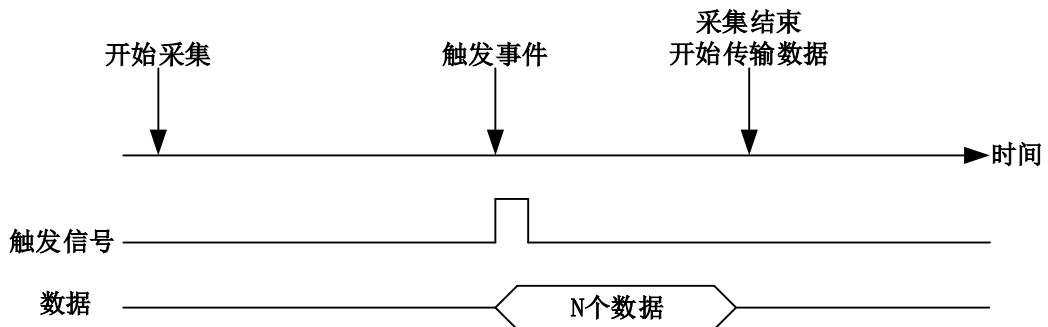 采集结束
开始采集
触发事件
开始传输数据
时间
触发信号
数据
N个数据